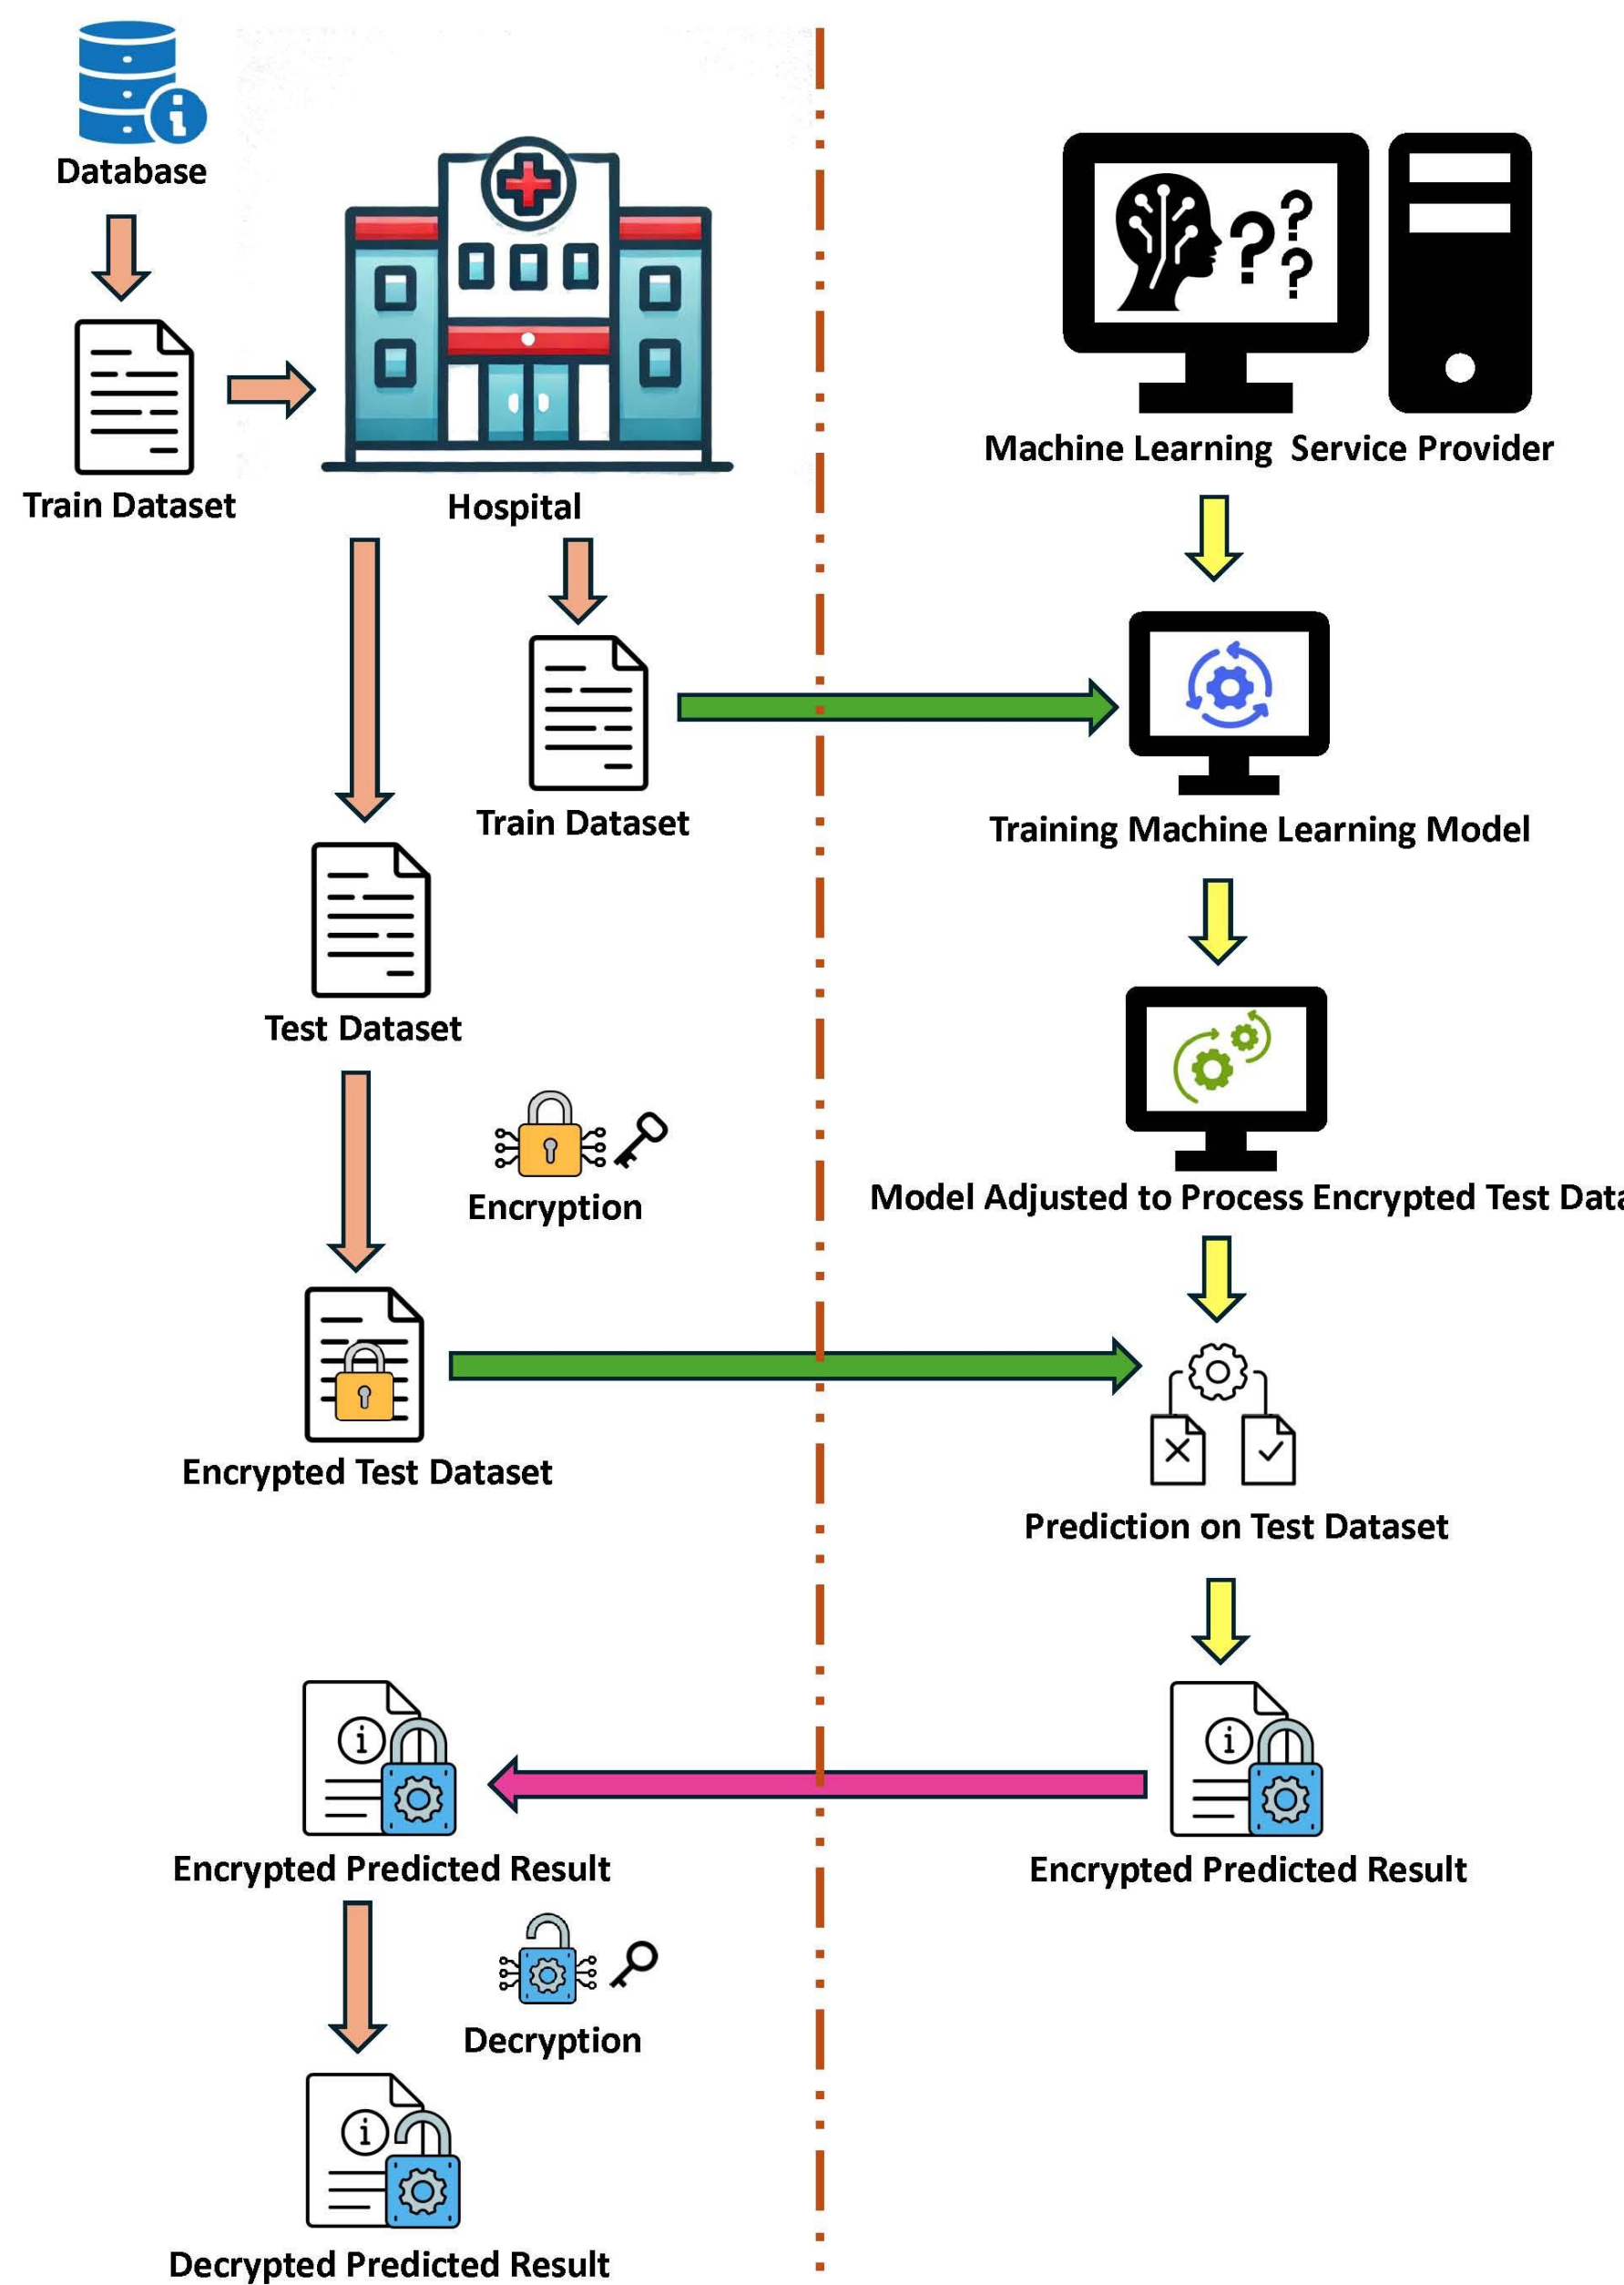 Database
Train Dataset
Hospital
Machine Learning Service Provider
Train Dataset
Training Machine Learning Model
Test Dataset
Encryption
Model Adjusted to Process Encrypted Test Data
Encrypted Test Dataset
Prediction on Test Dataset
Encrypted Predicted Result
Encrypted Predicted Result
Decryption
Decrypted Predicted Result